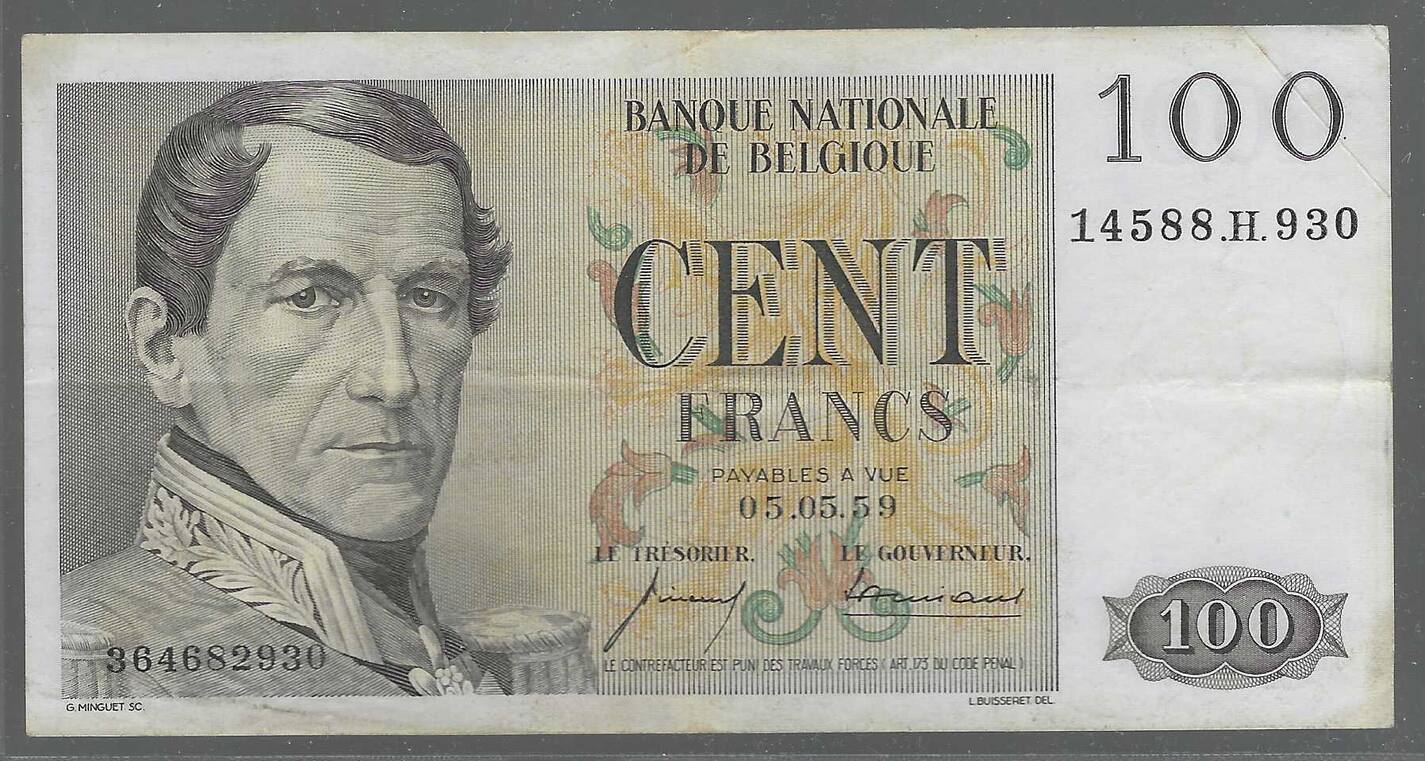 BANQUE NATIONALE
DE BELGIQUE
100
14588.H.930
CENT
FRANCS
PAYABLES A VUE
05.05.59
LE TRÉSORIER. LE GOUVERNEUR.
364682930
LE CONTREFACTEUR EST PUNI DES TRAVAUX FORCÉS (ART. 173 DU CODE PÉNAL)
100
G. MINGUET SC.
L. BUISSERET DEL.